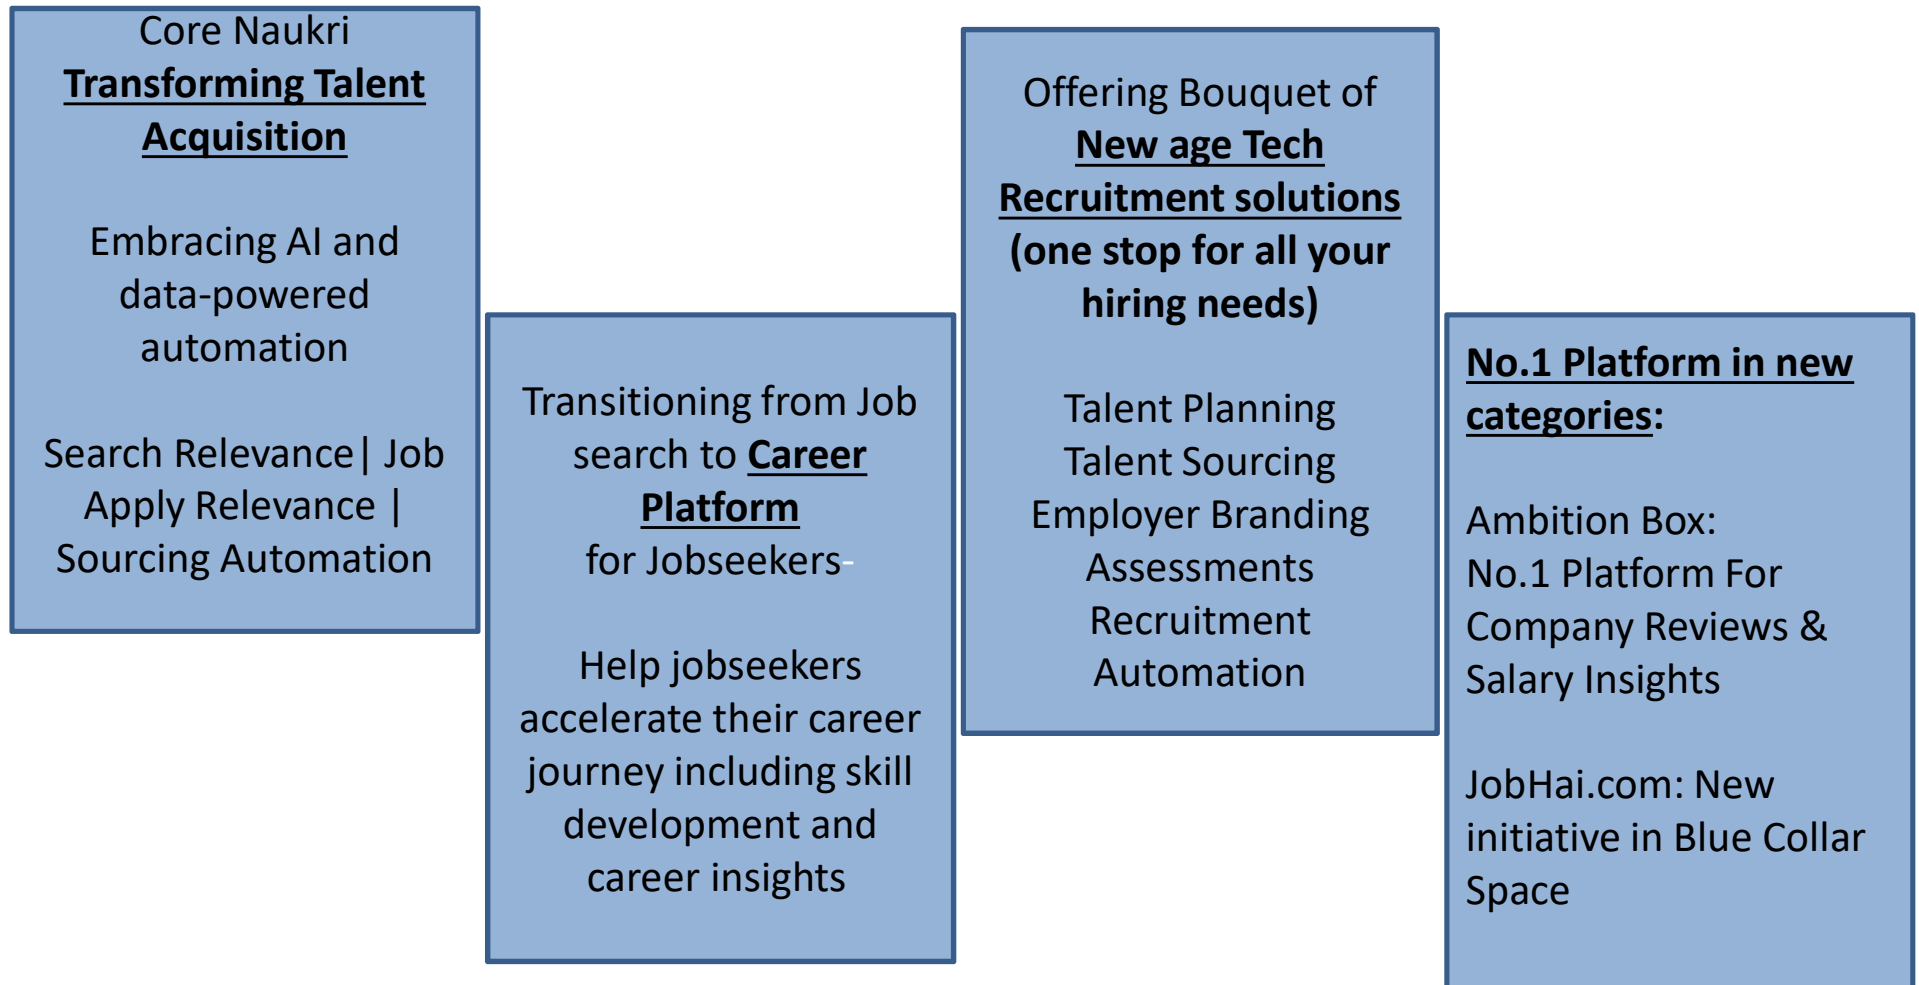 Core Naukri
Transforming Talent
Acquisition
Embracing AI and
data-powered
automation
Search Relevance| Job
Apply Relevance |
Sourcing Automation
Transitioning from Job
search to Career
Platform
for Jobseekers-
Help jobseekers
accelerate their career
journey including skill
development and
career insights
Offering Bouquet of
New age Tech
Recruitment solutions
(one stop for all your
hiring needs)
Talent Planning
Talent Sourcing
Employer Branding
Assessments
Recruitment
Automation
No.1 Platform in new
categories:
Ambition Box:
No.1 Platform For
Company Reviews &
Salary Insights
JobHai.com: New
initiative in Blue Collar
Space